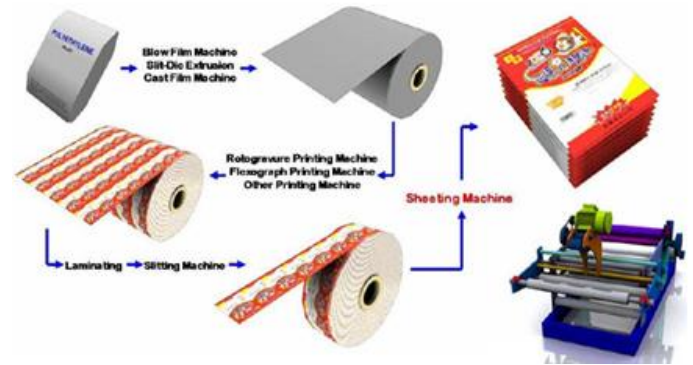 POLYETHYLENE
Blow Film Machine
Slit-Die Extrusion
Cast Film Machine
Rotogravure Printing Machine
Flexograph Printing Machine
Other Printing Machine
Sheeting Machine
Laminating
Slitting Machine